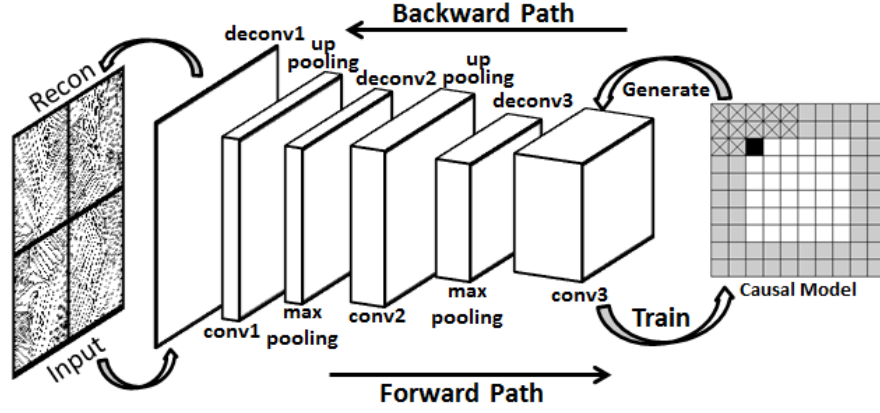 Backward Path
deconv1
up
pooling
deconv2
up
pooling
deconv3
Generate
Recon
Causal Model
Input
conv1
max
pooling
conv2
max
pooling
conv3
Train
Forward Path